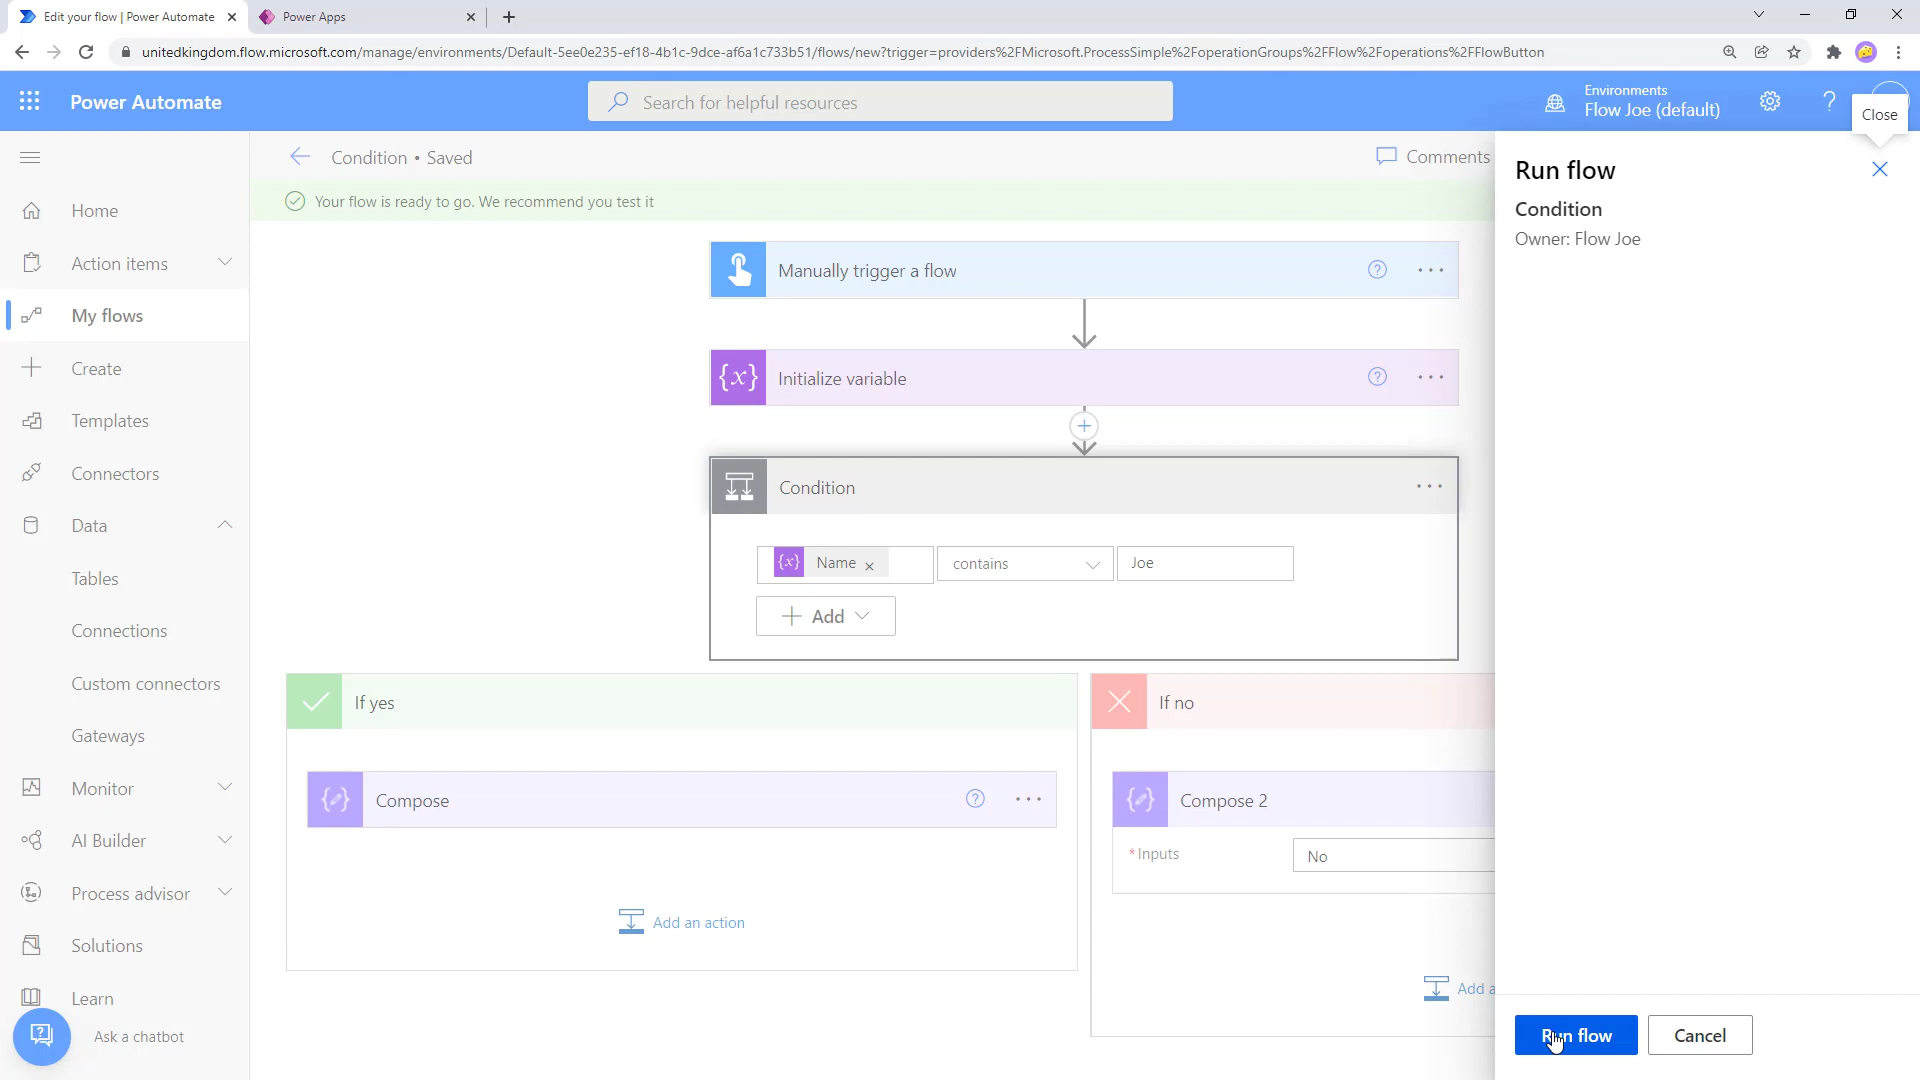 Edit your flow | Power Automate
Power Apps
unitedkingdom.flow.microsoft.com/manage/environments/Default-5ee0e235-ef18-4b1c-9dce-af6a1c733b51/flows/new?trigger=providers%2FMicrosoft.ProcessSimple%2FoperationGroups%2FFlow%2Foperations%2FFlowButton
Power Automate
Search for helpful resources
Environments
Flow Joe (default)
?
Close
Home
Action items
My flows
Create
Templates
Connectors
Data
Tables
Connections
Custom connectors
Gateways
Monitor
AI Builder
Process advisor
Solutions
Learn
Ask a chatbot
Condition • Saved
Comments
Your flow is ready to go. We recommend you test it
Manually trigger a flow
?
{x} Initialize variable
?
Condition
{x} Name
contains
Joe
Add
If yes
Compose
?
Add an action
If no
Compose 2
*Inputs
No
Add a
Run flow
Condition
Owner: Flow Joe
Run flow
Cancel